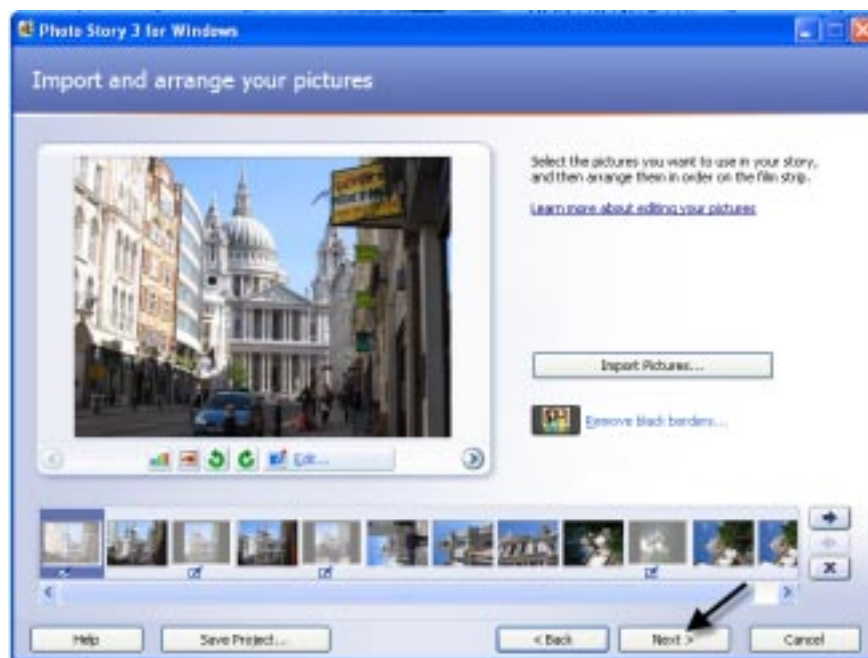 Photo Story 3 for Windows
Import and arrange your pictures
Select the pictures you want to use in your story,
and then arrange them in order on the film strip.
Learn more about editing your pictures
Import Pictures...
Remove black borders...
Edit...
Help
Save Project...
< Back
Next >
Cancel